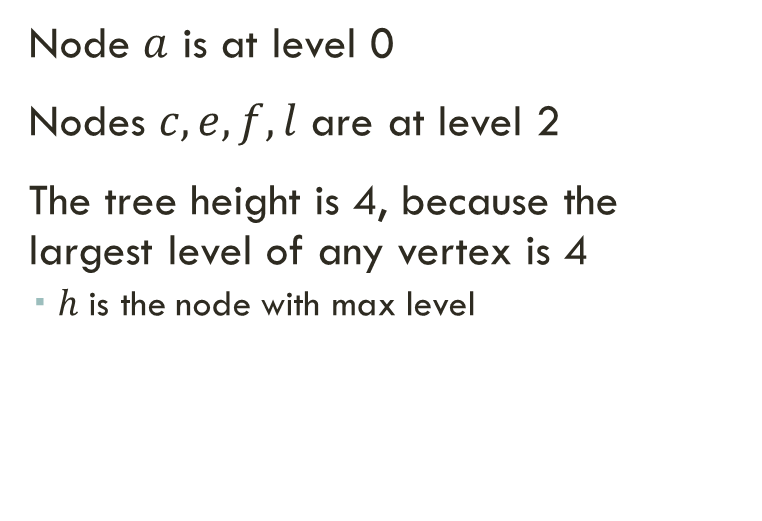 Node a is at level 0
Nodes c, e, f, l are at level 2
The tree height is 4, because the
largest level of any vertex is 4
▪ h is the node with max level